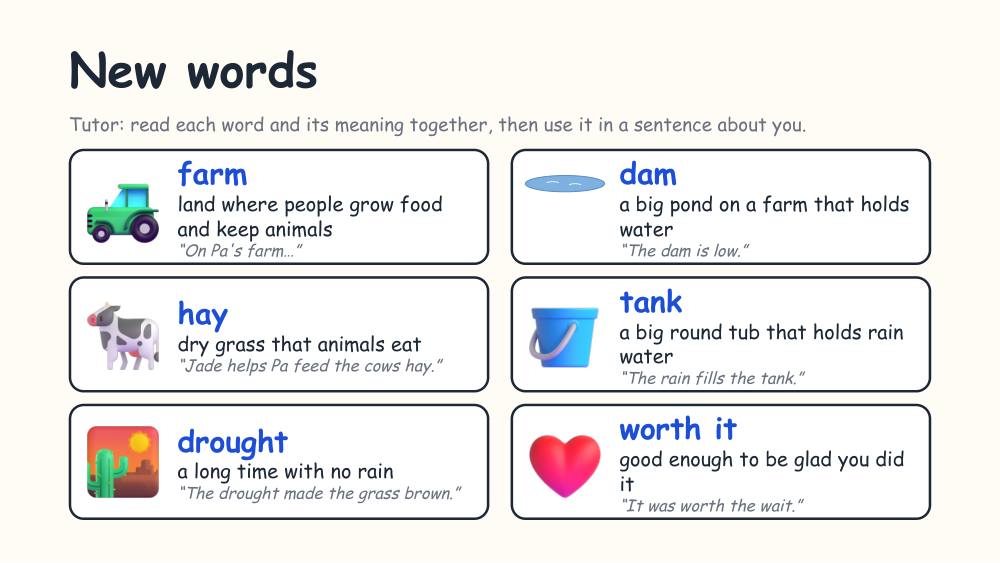 New words
Tutor: read each word and its meaning together, then use it in a sentence about you.
farm
land where people grow food
and keep animals
“On Pa's farm…”
dam
a big pond on a farm that holds
water
“The dam is low.”
hay
dry grass that animals eat
“Jade helps Pa feed the cows hay.”
tank
a big round tub that holds rain
water
“The rain fills the tank.”
drought
a long time with no rain
“The drought made the grass brown.”
worth it
good enough to be glad you did
it
“It was worth the wait.”